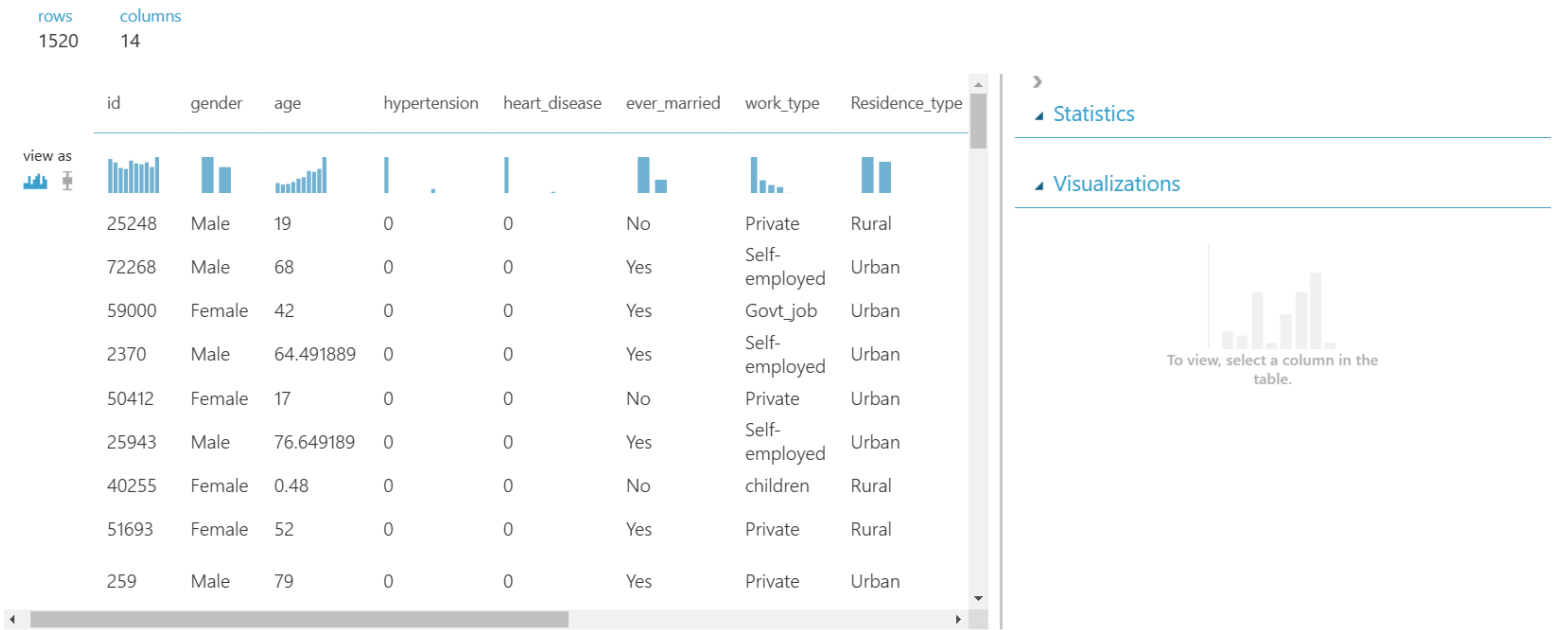 rows columns
1520 14
id gender age hypertension heart_disease ever_married work_type Residence_type
view as
25248 Male 19 0 0 No Private Rural
72268 Male 68 0 0 Yes Self-employed Urban
59000 Female 42 0 0 Yes Govt_job Urban
2370 Male 64.491889 0 0 Yes Self-employed Urban
50412 Female 17 0 0 No Private Urban
25943 Male 76.649189 0 0 Yes Self-employed Urban
40255 Female 0.48 0 0 No children Rural
51693 Female 52 0 0 Yes Private Rural
259 Male 79 0 0 Yes Private Urban
Statistics
Visualizations
To view, select a column in the
table.